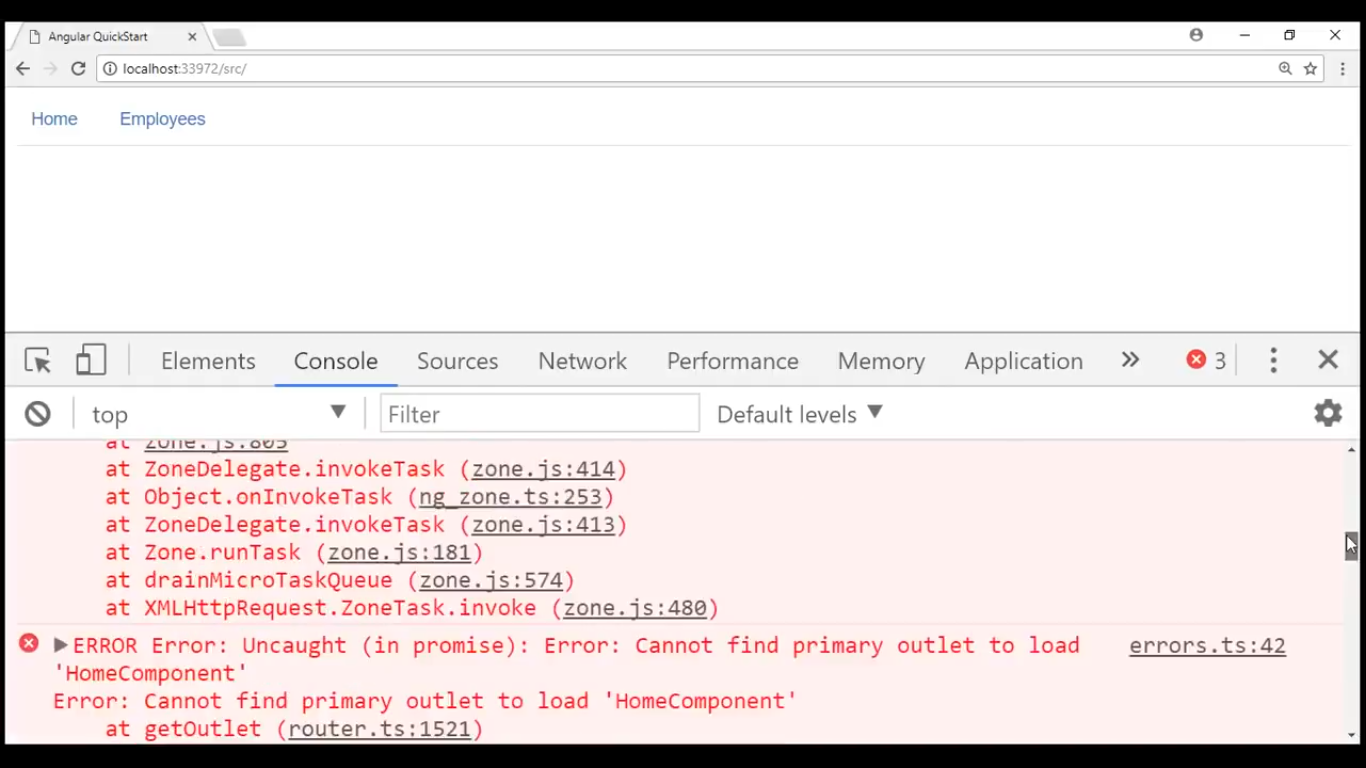 Angular QuickStart
localhost:33972/src/
Home Employees
Elements Console Sources Network Performance Memory Application » 3
top Filter Default levels
at zone.js:805
at ZoneDelegate.invokeTask (zone.js:414)
at Object.onInvokeTask (ng_zone.ts:253)
at ZoneDelegate.invokeTask (zone.js:413)
at Zone.runTask (zone.js:181)
at drainMicroTaskQueue (zone.js:574)
at XMLHttpRequest.ZoneTask.invoke (zone.js:480)
ERROR Error: Uncaught (in promise): Error: Cannot find primary outlet to load errors.ts:42
'HomeComponent'
Error: Cannot find primary outlet to load 'HomeComponent'
at getOutlet (router.ts:1521)